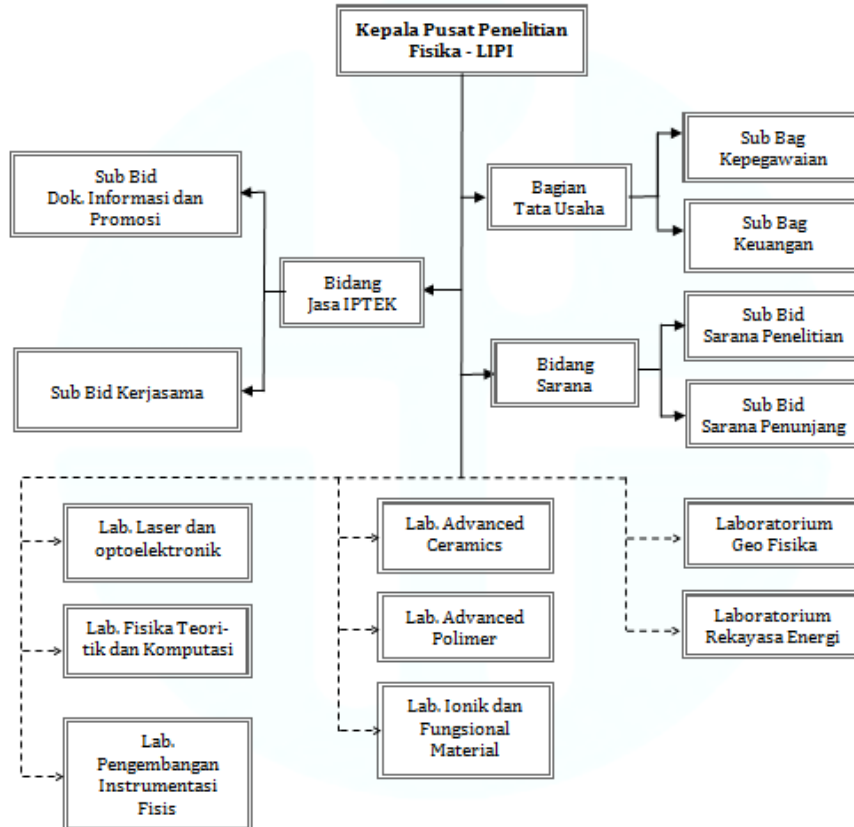 Kepala Pusat Penelitian
Fisika - LIPI
Sub Bag
Kepegawaian
Sub Bid
Dok. Informasi dan
Promosi
Bagian
Tata Usaha
Sub Bag
Keuangan
Bidang
Jasa IPTEK
Sub Bid
Sarana Penelitian
Bidang
Sarana
Sub Bid Kerjasama
Sub Bid
Sarana Penunjang
Lab. Laser dan
optoelektronik
Lab. Advanced
Ceramics
Laboratorium
Geo Fisika
Lab. Fisika Teori-
tik dan Komputasi
Lab. Advanced
Polimer
Laboratorium
Rekayasa Energi
Lab. Ionik dan
Fungsional
Material
Lab.
Pengembangan
Instrumentasi
Fisis